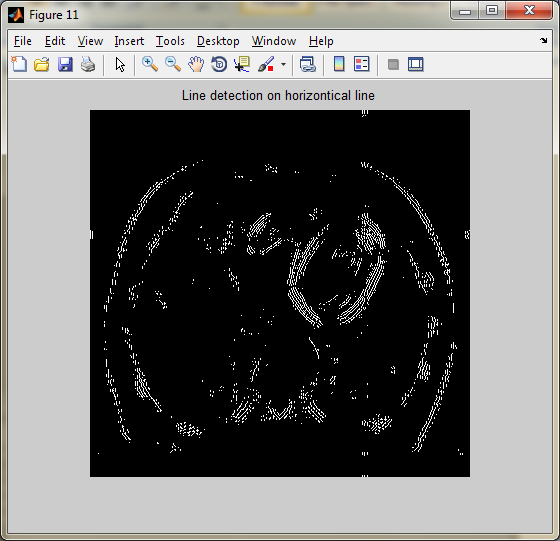 Figure 11
File Edit View Insert Tools Desktop Window Help
Line detection on horizontical line